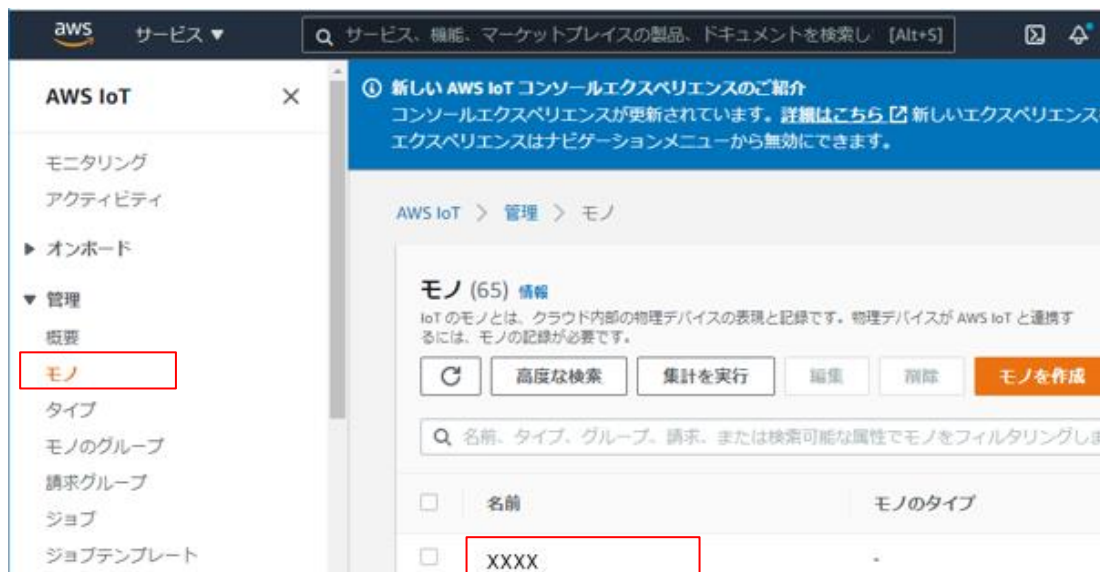 aws サービス ▼ サービス、機能、マーケットプレイスの製品、ドキュメントを検索し [Alt+S]
AWS IoT ×
モニタリング
アクティビティ
▶ オンボード
▼ 管理
概要
モノ
タイプ
モノのグループ
請求グループ
ジョブ
ジョブテンプレート
新しい AWS IoT コンソールエクスペリエンスのご紹介
コンソールエクスペリエンスが更新されています。詳細はこちら 新しいエクスペリエンス
エクスペリエンスはナビゲーションメニューから無効にできます。
AWS IoT > 管理 > モノ
モノ (65) 情報
IoT のモノとは、クラウド内部の物理デバイスの表現と記録です。物理デバイスが AWS IoT と連携す
るには、モノの記録が必要です。
高度な検索 集計を実行 編集 削除 モノを作成
名前、タイプ、グループ、請求、または検索可能な属性でモノをフィルタリングしま
名前 モノのタイプ
XXXX -